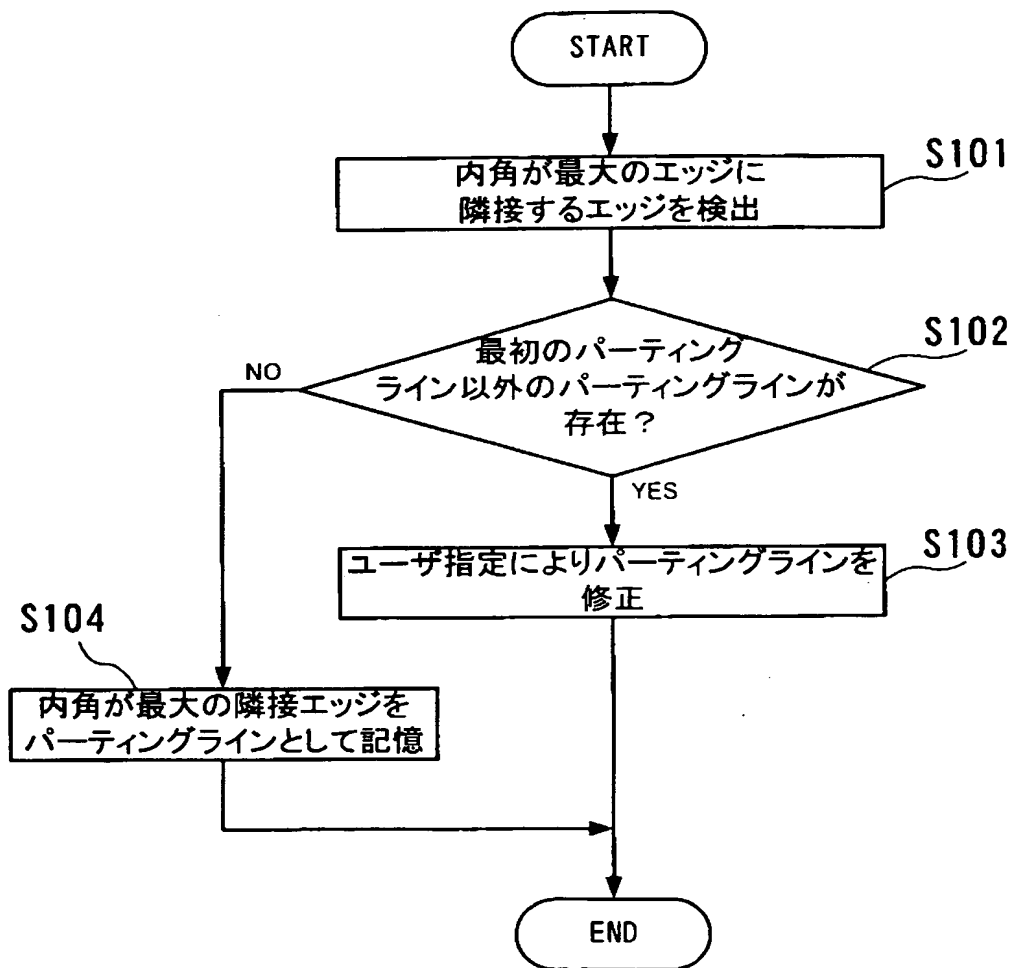 START
S101
内角が最大のエッジに
隣接するエッジを検出
S102
最初のパーティング
ライン以外のパーティングラインが
存在？
NO
YES
S103
ユーザ指定によりパーティングラインを
修正
S104
内角が最大の隣接エッジを
パーティングラインとして記憶
END